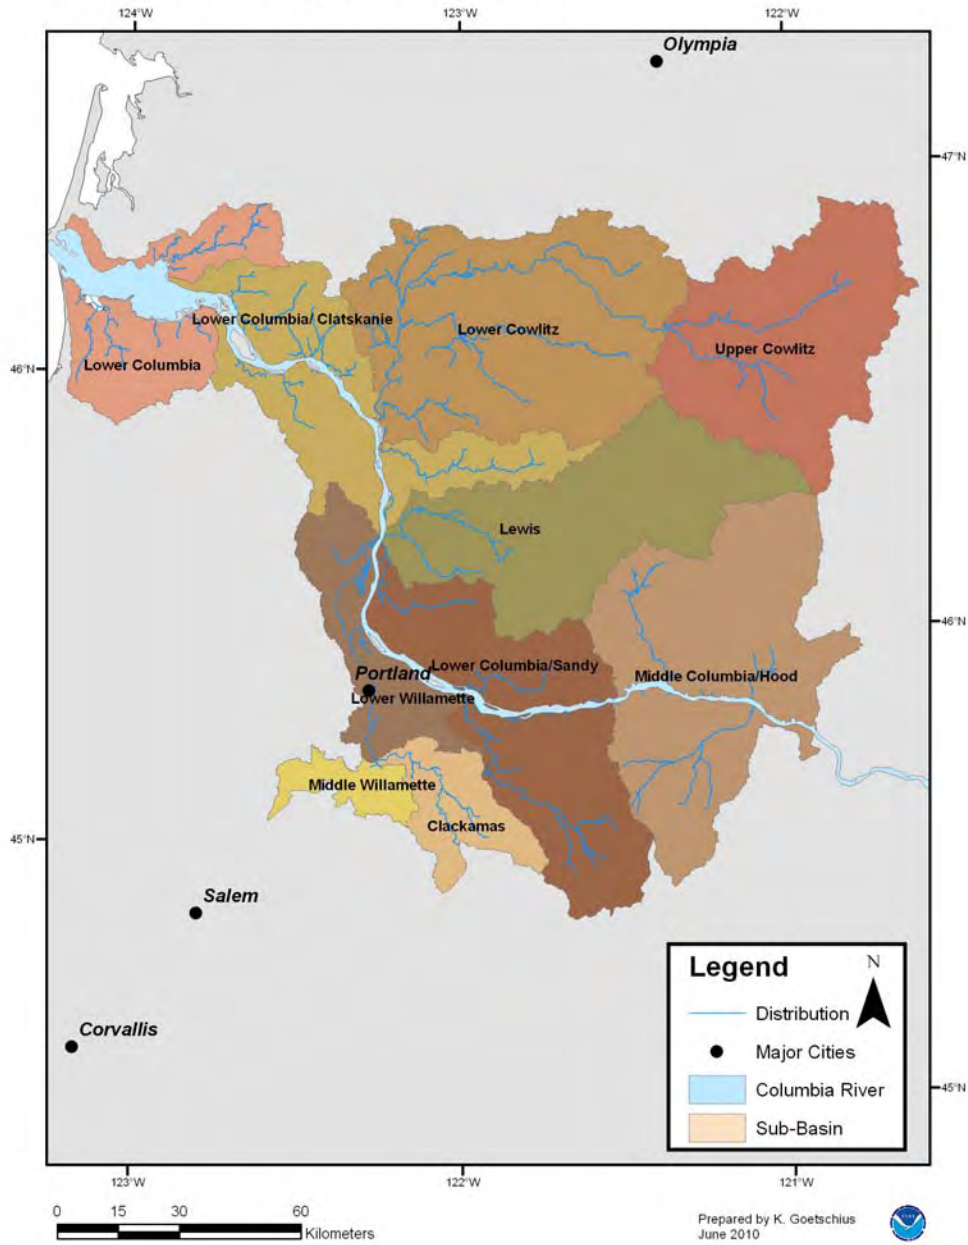 124°W 123°W 122°W
Olympia
47°N
Lower Columbia/ Clatskanie
Lower Cowlitz
Upper Cowlitz
Lower Columbia
46°N
Lewis
46°N
Lower Columbia/Sandy
Portland
Middle Columbia/Hood
Lower Willamette
Middle Willamette
Clackamas
45°N
Salem
Corvallis
Legend
N
Distribution
Major Cities
Columbia River
Sub-Basin
45°N
123°W 122°W 121°W
0 15 30 60
Kilometers
Prepared by K. Goetschius
June 2010